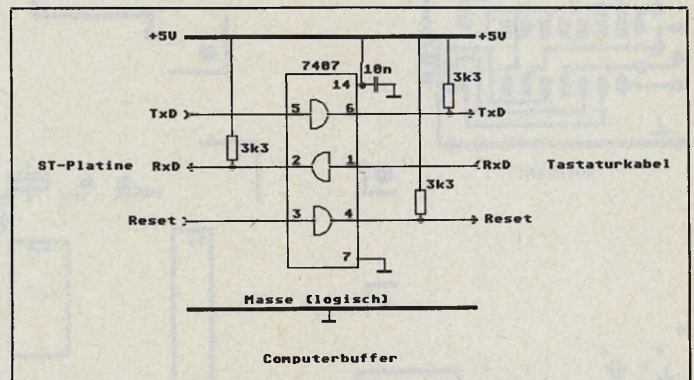 +5V +5V
7407 10n
14 3k3
TxD 5 6 TxD
3k3
ST-Platine RxD 2 1 RxD Tastaturkabel
3k3
Reset 3 4 Reset
7
Masse (logisch)
Computerbuffer